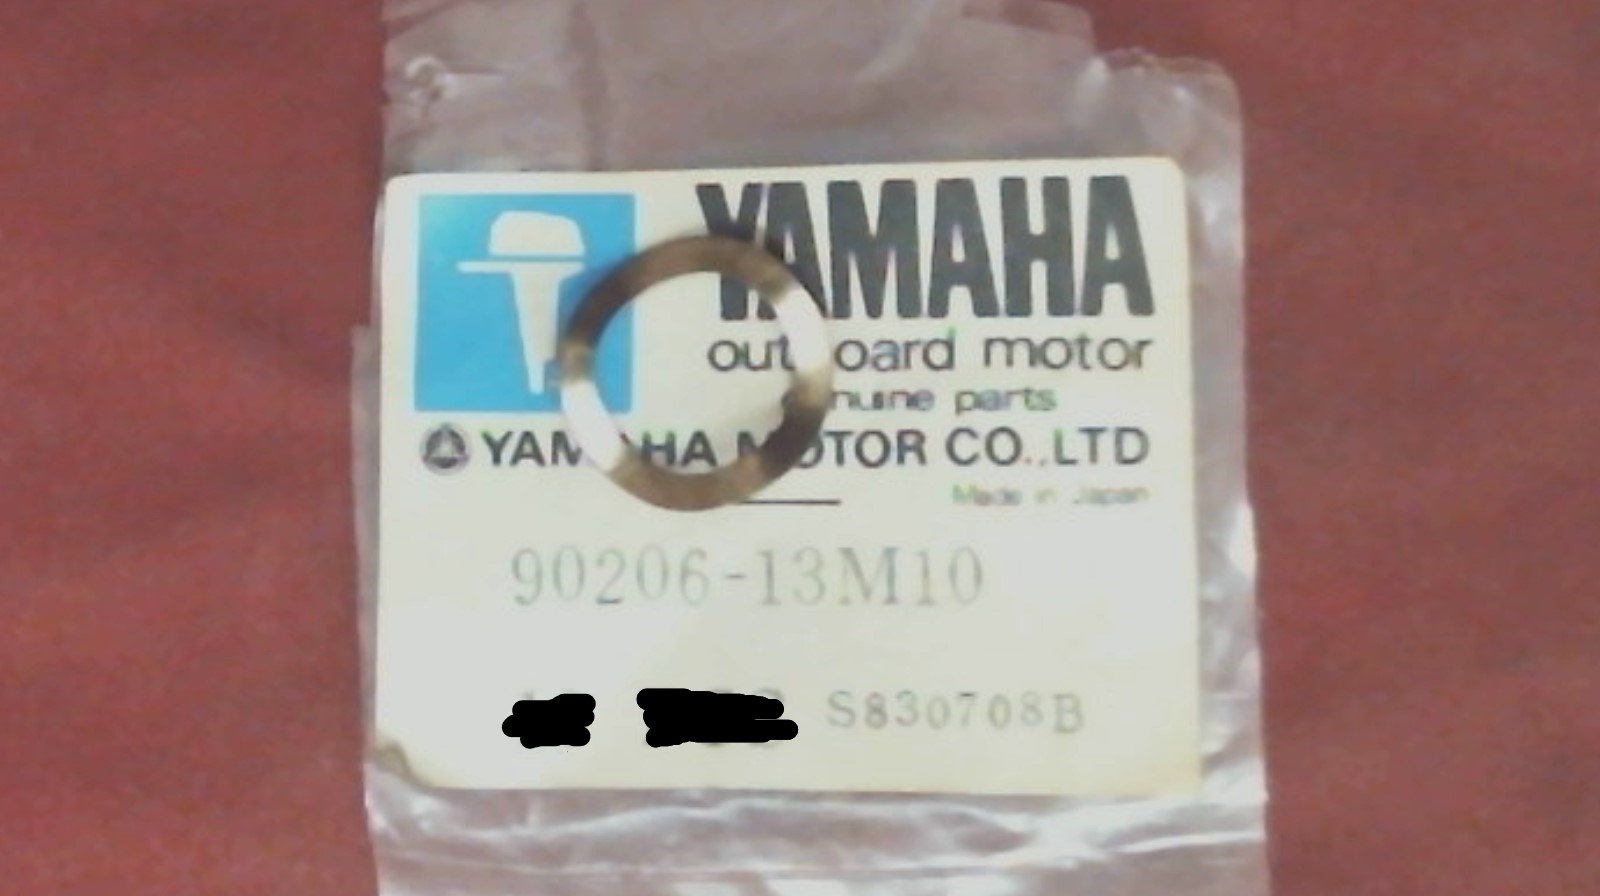 YAMAHA
outboard motor
genuine parts
YAMAHA MOTOR CO.,LTD
Made in Japan
90206-13M10
S830708B